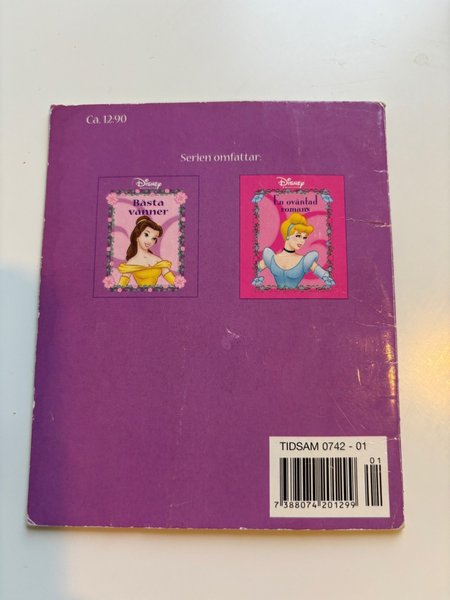 Ca. 12:90
Serien omfattar:
Disney
Bästa
vänner
Disney
En oväntad
romans
TIDSAM 0742 - 01
01
7 388074 201299